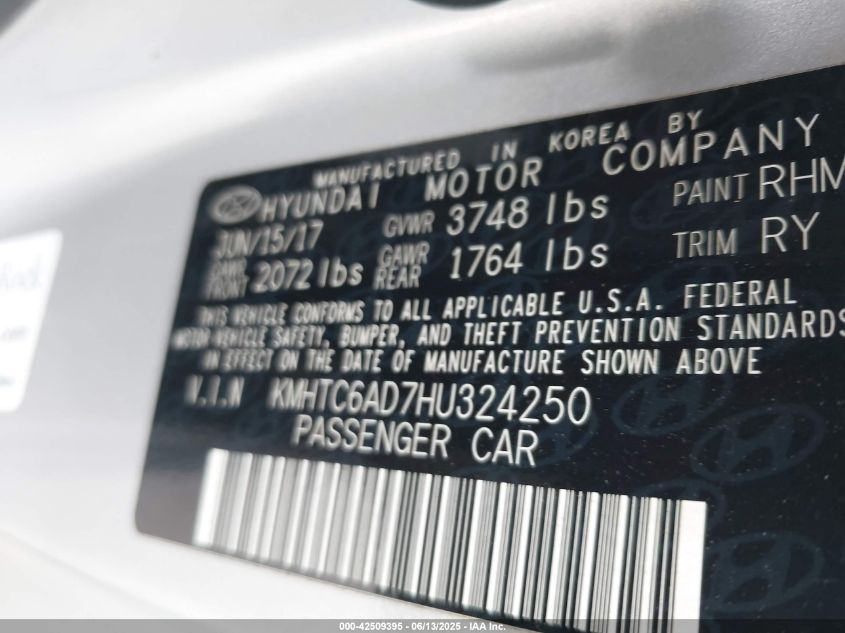 MANUFACTURED IN KOREA BY
HYUNDAI MOTOR COMPANY
JUN/15/17 GVWR 3748 lbs PAINT RHM
GAWR FRONT 2072 lbs GAWR REAR 1764 lbs TRIM RY
THIS VEHICLE CONFORMS TO ALL APPLICABLE U.S.A. FEDERAL
MOTOR VEHICLE SAFETY, BUMPER, AND THEFT PREVENTION STANDARDS
IN EFFECT ON THE DATE OF MANUFACTURE SHOWN ABOVE
V.I.N KMHTC6AD7HU324250
PASSENGER CAR
000-42509395 - 06/13/2025 - IAA Inc.